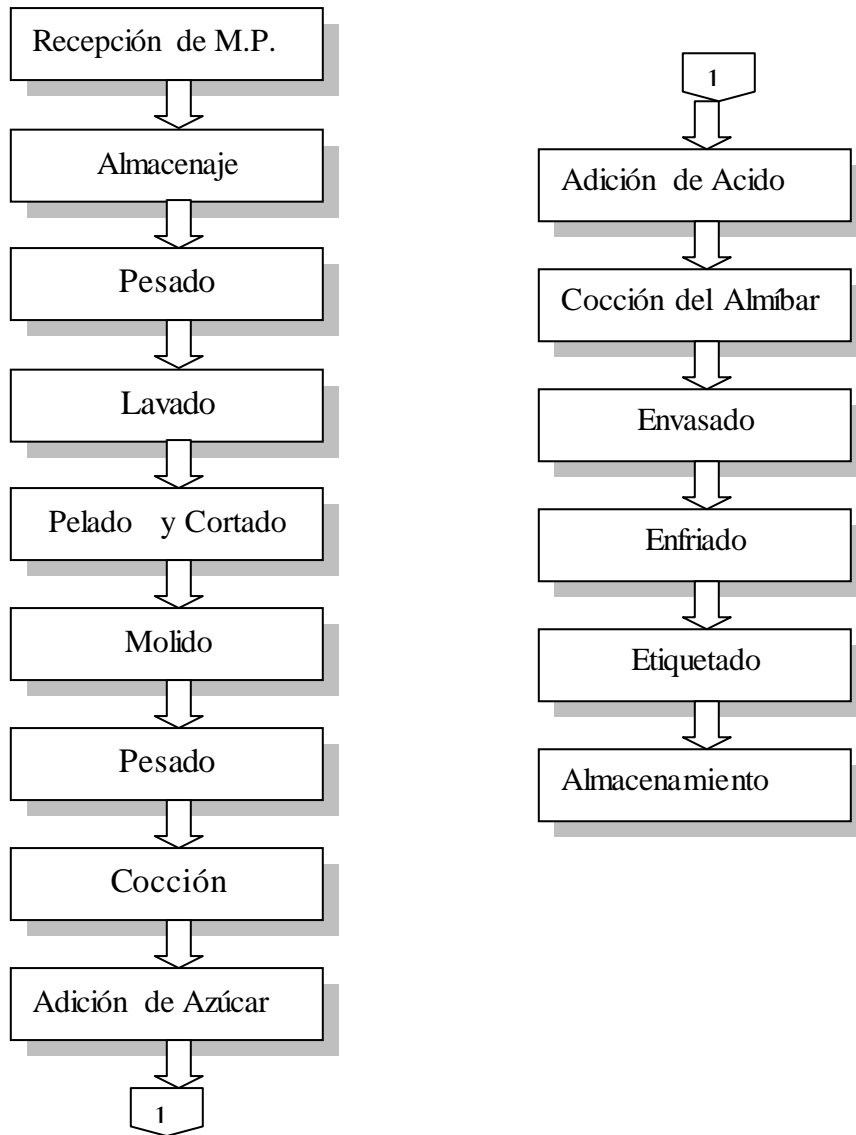 Recepción de M.P.
Almacenaje
Pesado
Lavado
Pelado y Cortado
Molido
Pesado
Cocción
Adición de Azúcar
1
1
Adición de Acido
Cocción del Almíbar
Envasado
Enfriado
Etiquetado
Almacenamiento